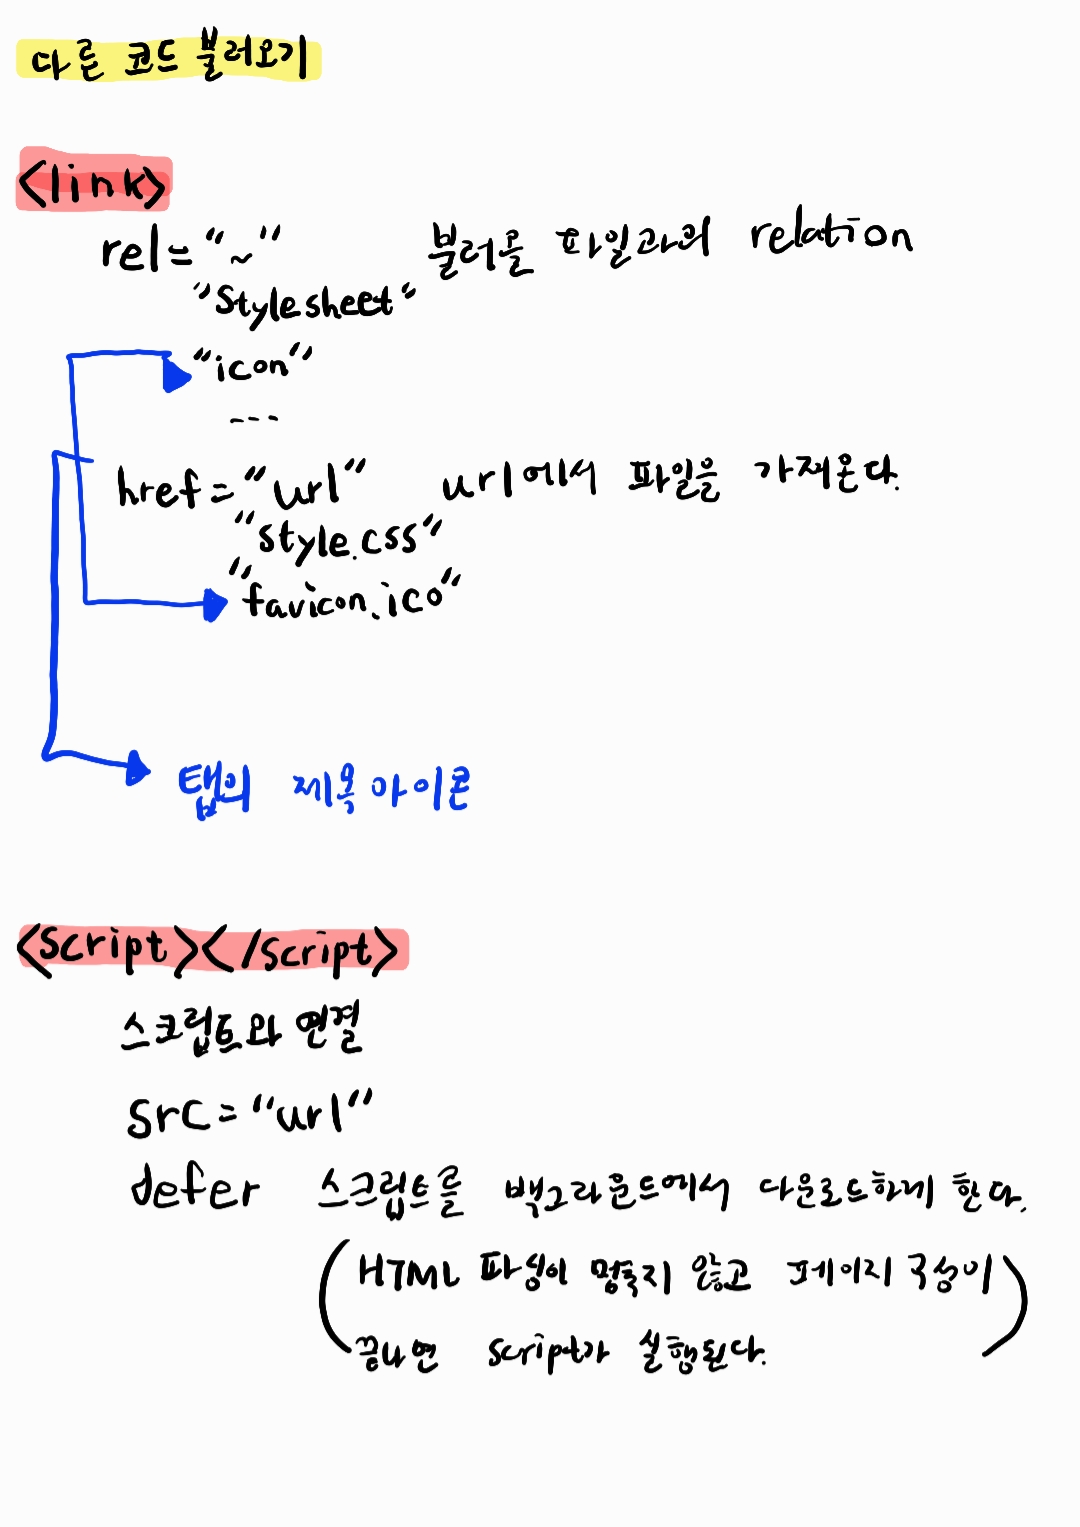 다른 코드 불러오기
<link>
rel="~" 불러올 파일과의 relation
"Stylesheet"
"icon"
---
href="url" url에서 파일을 가져온다.
"style.css"
"favicon.ico"
탭의 제목 아이콘
<script></script>
스크립트와 연결
src="url"
defer 스크립트를 백그라운드에서 다운로드하게 한다.
(HTML 파싱이 멈추지 않고 페이지 구성이
끝나면 script가 실행된다.)